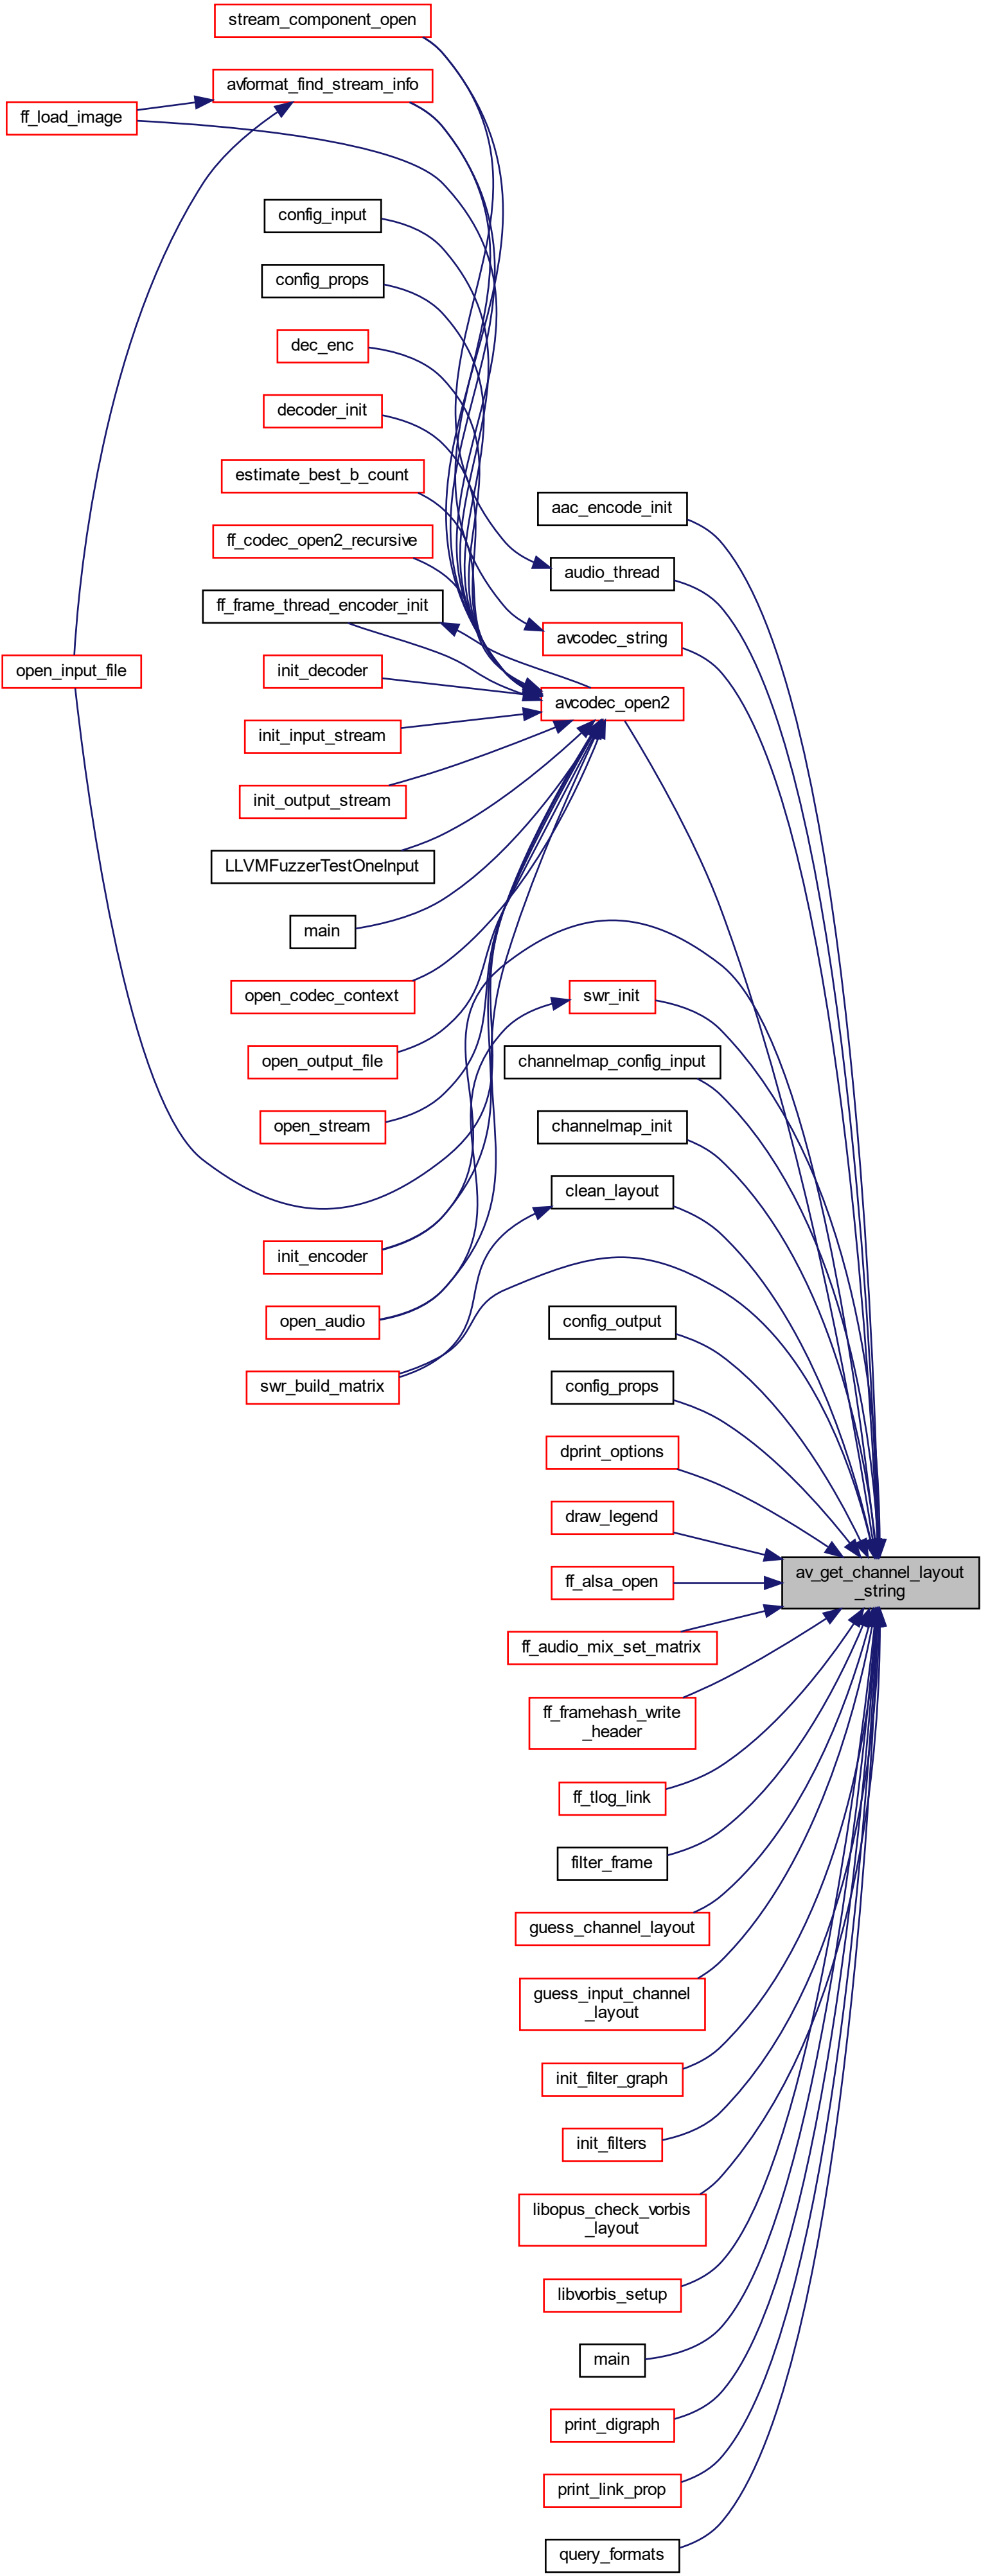 stream_component_open
avformat_find_stream_info
ff_load_image
config_input
config_props
dec_enc
decoder_init
estimate_best_b_count
aac_encode_init
ff_codec_open2_recursive
audio_thread
ff_frame_thread_encoder_init
avcodec_string
open_input_file
init_decoder
avcodec_open2
init_input_stream
init_output_stream
LLVMFuzzerTestOneInput
main
open_codec_context
swr_init
open_output_file
channelmap_config_input
open_stream
channelmap_init
clean_layout
init_encoder
open_audio
config_output
swr_build_matrix
config_props
dprint_options
draw_legend
av_get_channel_layout
_string
ff_alsa_open
ff_audio_mix_set_matrix
ff_framehash_write
_header
ff_tlog_link
filter_frame
guess_channel_layout
guess_input_channel
_layout
init_filter_graph
init_filters
libopus_check_vorbis
_layout
libvorbis_setup
main
print_digraph
print_link_prop
query_formats